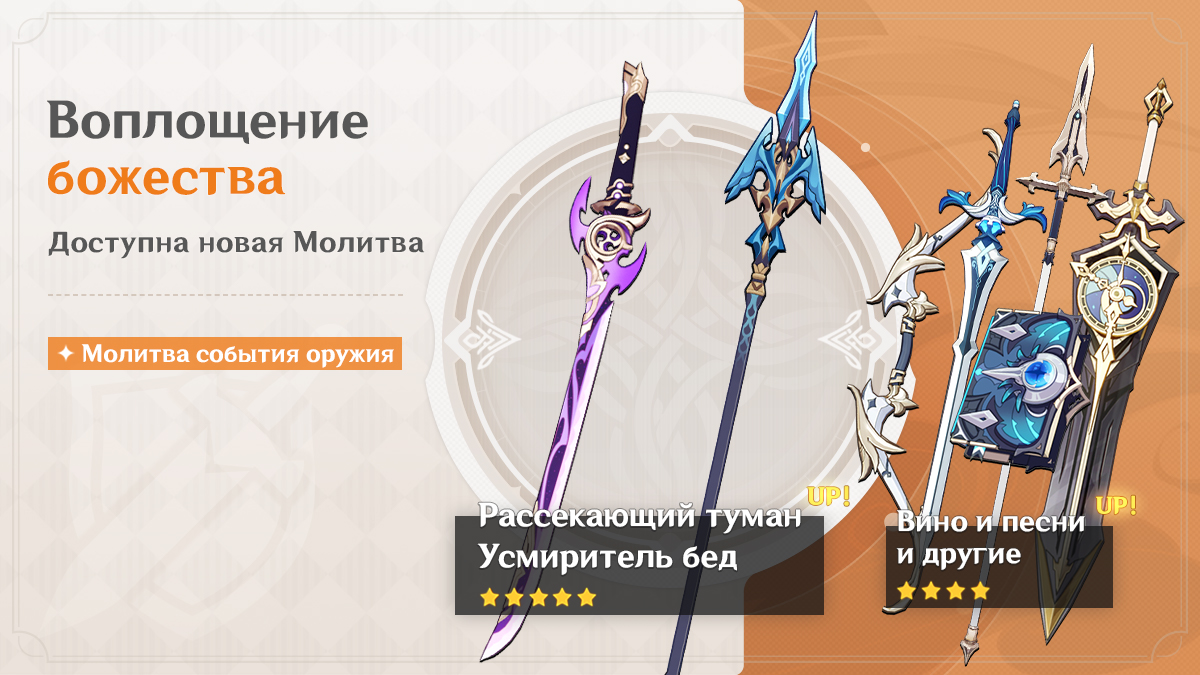 Воплощение
божества
Доступна новая Молитва
✦ Молитва события оружия
UP!
Рассекающий туман
Усмиритель бед
UP!
Вино и песни
и другие